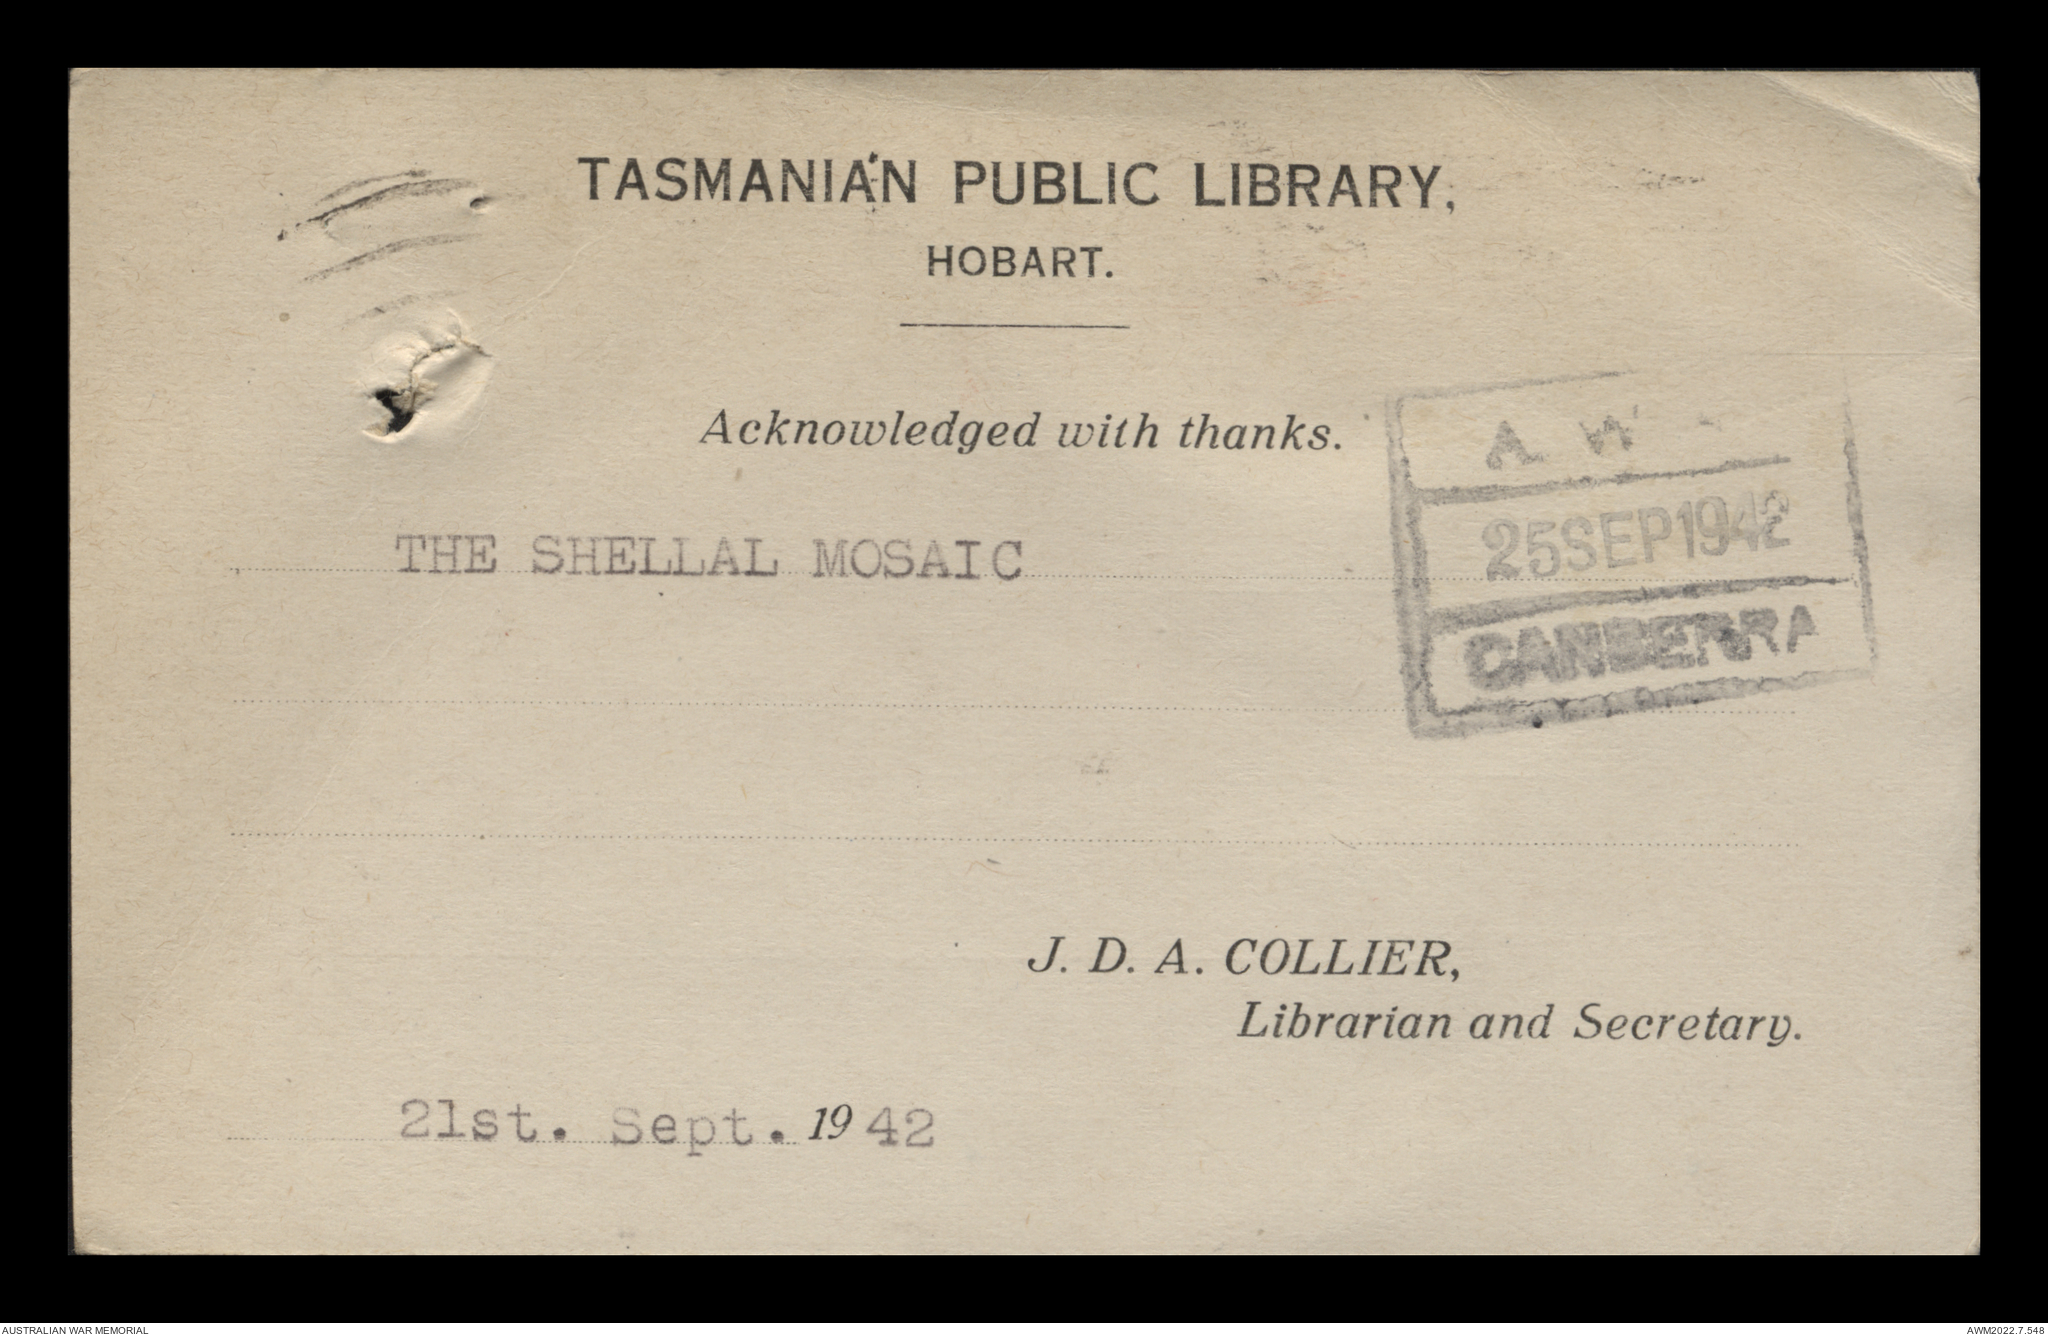 TASMANIAN PUBLIC LIBRARY,
HOBART.
Acknowledged with thanks.
A. W
THE SHELLAL MOSAIC
25SEP1942
CANBERRA
J. D. A. COLLIER,
Librarian and Secretary.
21st. Sept. 1942
AUSTRALIAN WAR MEMORIAL
AWM2022.7.548